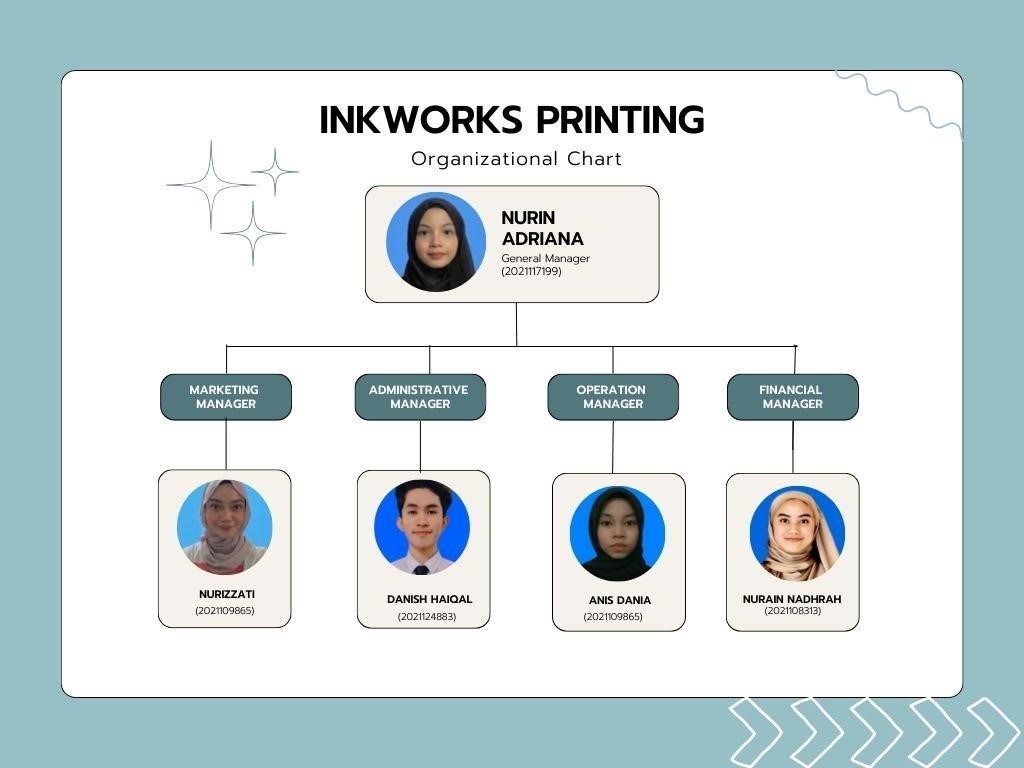 INKWORKS PRINTING
Organizational Chart
NURIN
ADRIANA
General Manager
(2021117199)
MARKETING
MANAGER
ADMINISTRATIVE
MANAGER
OPERATION
MANAGER
FINANCIAL
MANAGER
NURIZZATI
(2021109865)
DANISH HAIQAL
(2021124883)
ANIS DANIA
(2021109865)
NURAIN NADHRAH
(2021108313)